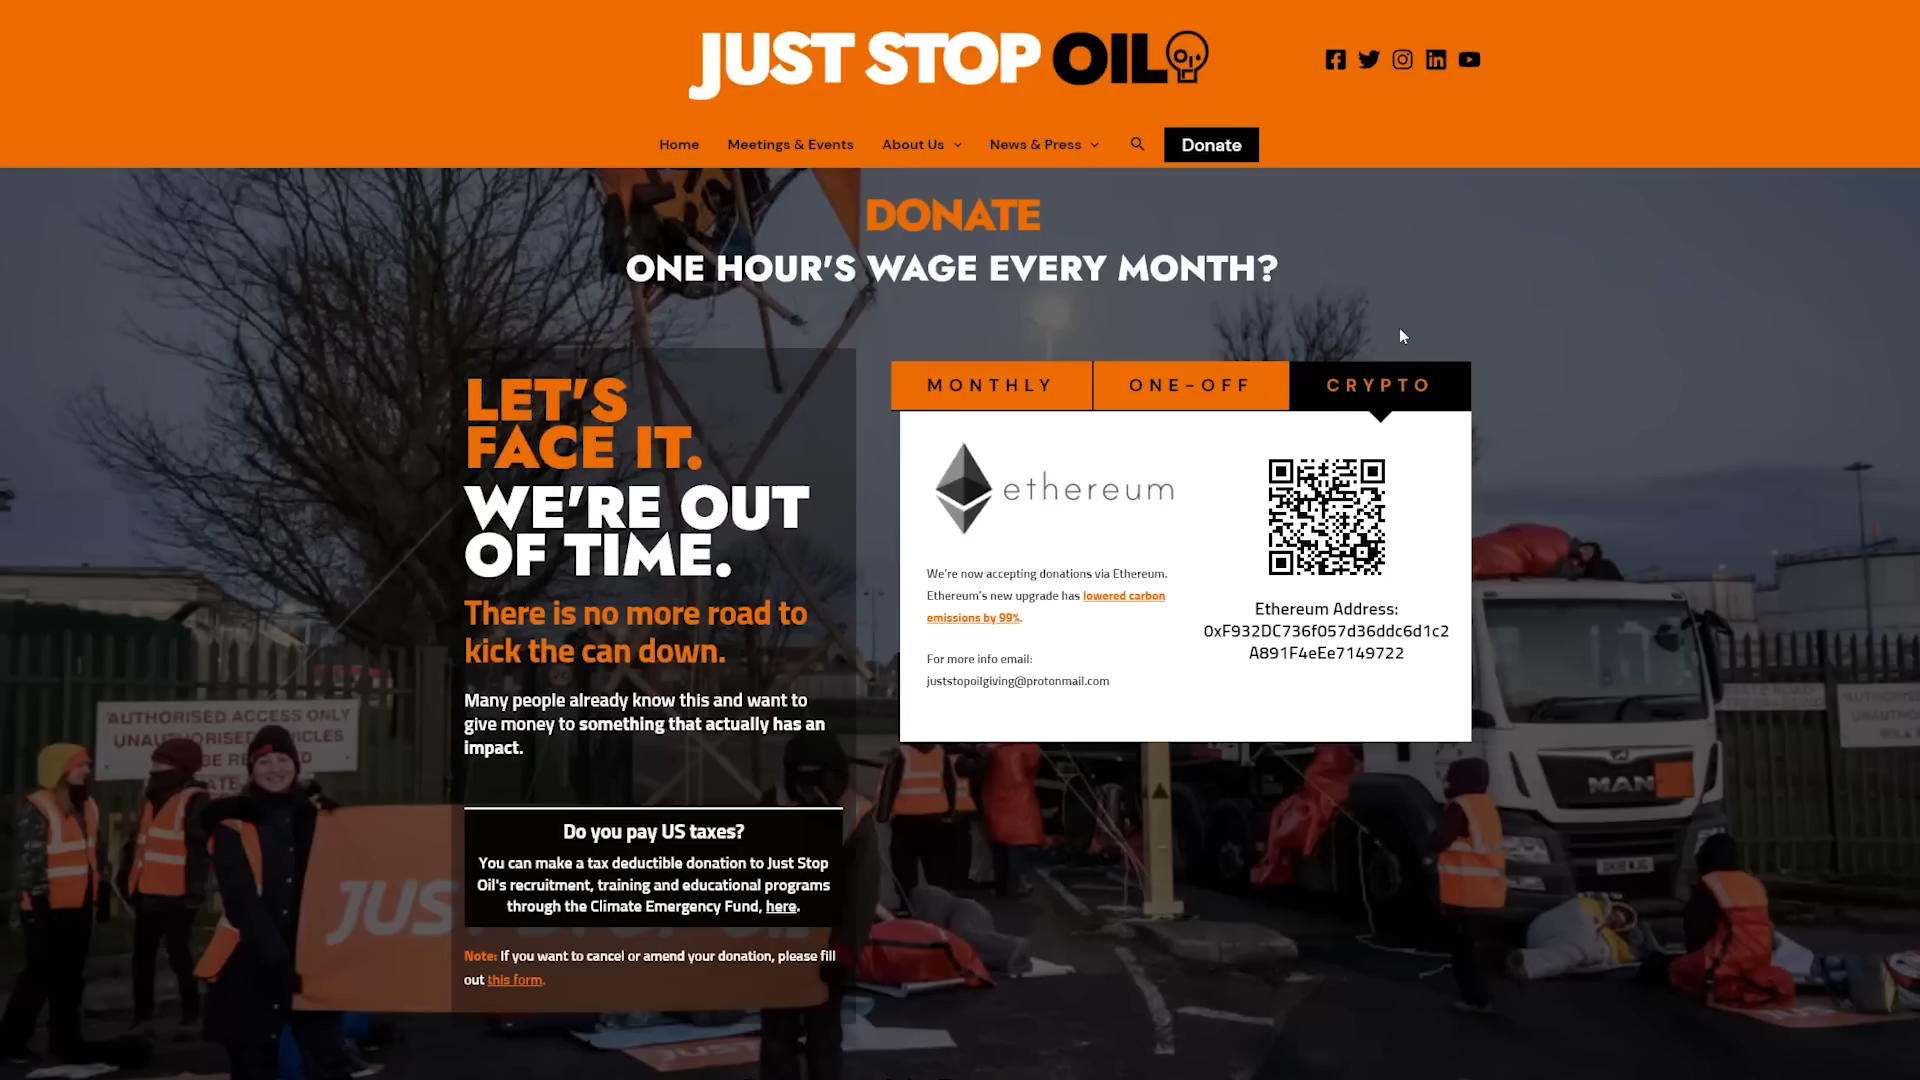 JUST STOP OIL
Home Meetings & Events About Us News & Press Donate
DONATE
ONE HOUR'S WAGE EVERY MONTH?
LET'S
FACE IT.
WE'RE OUT
OF TIME.
There is no more road to
kick the can down.
Many people already know this and want to
give money to something that actually has an
impact.
Do you pay US taxes?
You can make a tax deductible donation to Just Stop
Oil's recruitment, training and educational programs
through the Climate Emergency Fund, here.
Note: If you want to cancel or amend your donation, please fill
out this form.
MONTHLY ONE-OFF CRYPTO
ethereum
We're now accepting donations via Ethereum.
Ethereum's new upgrade has lowered carbon
emissions by 99%.
For more info email:
juststopoilgiving@protonmail.com
Ethereum Address:
0xF932DC736f057d36ddc6d1c2
A891F4eEe7149722
AUTHORISED ACCESS ONLY
JUS
MAN